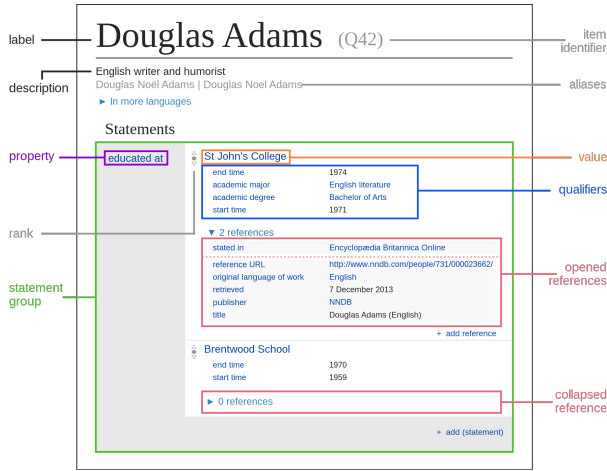 Douglas Adams (Q42)
label
item
identifier
English writer and humorist
Douglas Noël Adams | Douglas Noel Adams
aliases
description
► In more languages
Statements
property
educated at
St John's College
value
end time 1974
academic major English literature
academic degree Bachelor of Arts
start time 1971
qualifiers
rank
▼ 2 references
stated in Encyclopædia Britannica Online
reference URL http://www.nndb.com/people/731/000023662/
original language of work English
retrieved 7 December 2013
publisher NNDB
title Douglas Adams (English)
opened
references
statement
group
+ add reference
Brentwood School
end time 1970
start time 1959
► 0 references
collapsed
reference
+ add (statement)